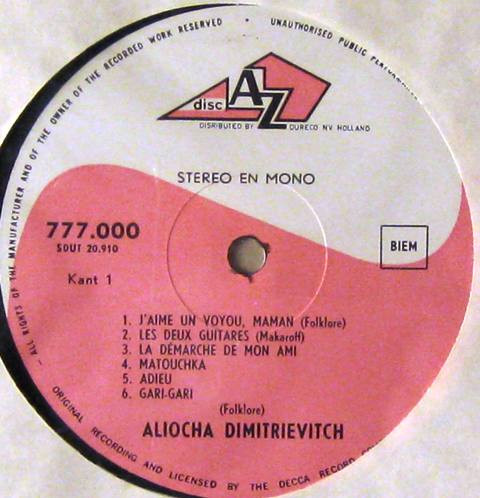 ALL RIGHTS OF THE MANUFACTURER AND OF THE OWNER OF THE RECORDED WORK RESERVED · UNAUTHORISED PUBLIC
disc AZ
DISTRIBUTED BY DURECO N.V. HOLLAND
STEREO EN MONO
777.000
SDUT 20.910
BIEM
Kant 1
1. J'AIME UN VOYOU, MAMAN (Folklore)
2. LES DEUX GUITARES (Makaroff)
3. LA DÉMARCHE DE MON AMI
4. MATOUCHKA
5. ADIEU
6. GARI-GARI
(Folklore)
ALIOCHA DIMITRIEVITCH
ORIGINAL RECORDING AND LICENSED BY THE DECCA RECORD